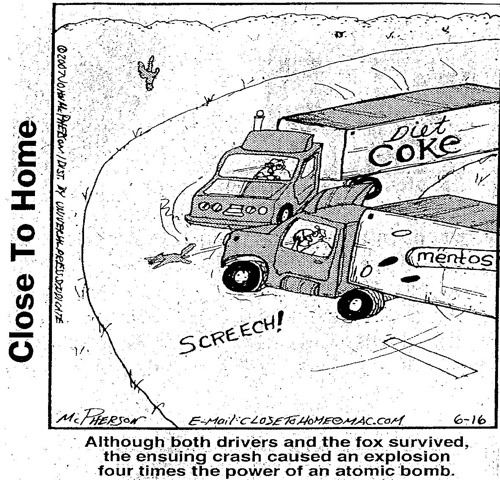 Close To Home
©2007 JOHN MCPHERSON / DIST. BY UNIVERSAL PRESS SYNDICATE
Diet
COKE
mentos
SCREECH!
MCPHERSON
E-MAIL: CLOSETOHOME@MAC.COM
6-16
Although both drivers and the fox survived,
the ensuing crash caused an explosion
four times the power of an atomic bomb.